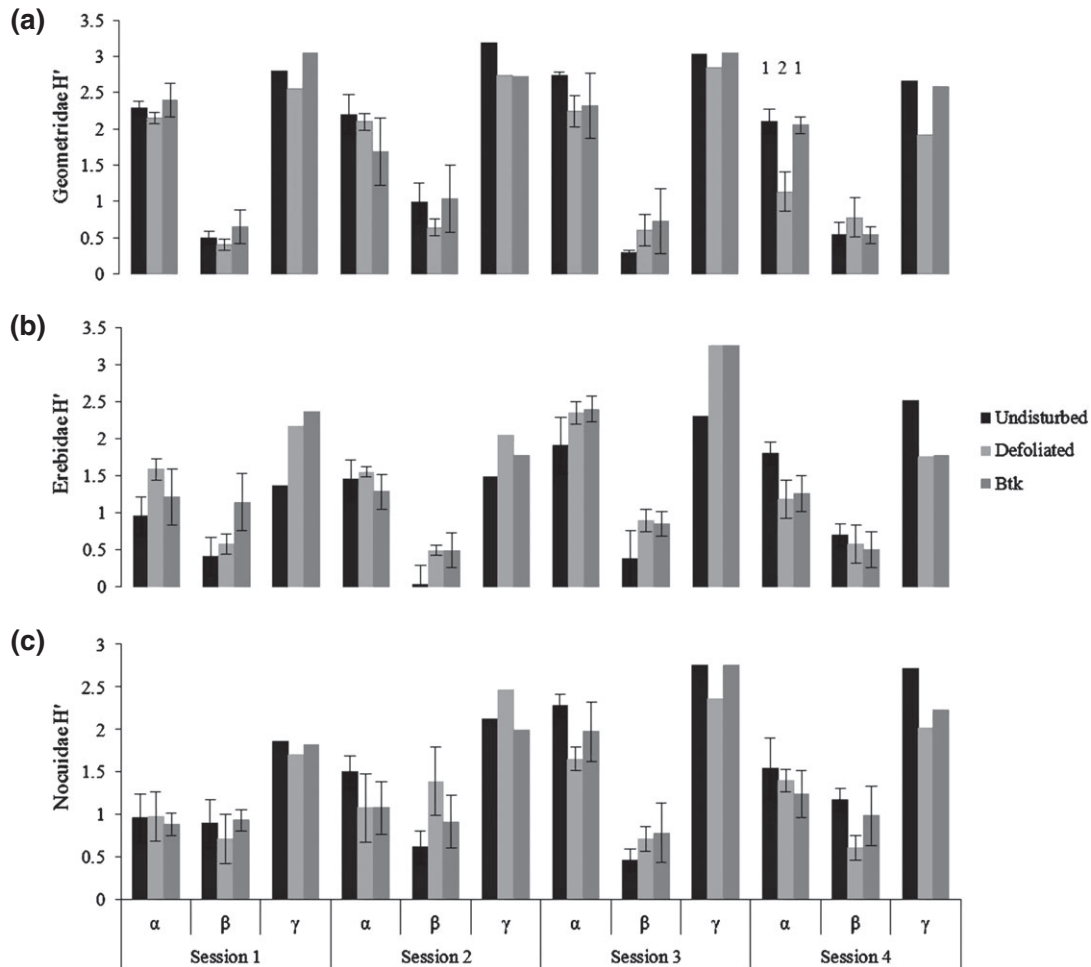 (a)
Geometridae H'
3.5
3
2.5
2
1.5
1
0.5
0
1 2 1
(b)
Erebidae H'
3.5
3
2.5
2
1.5
1
0.5
0
Undisturbed
Defoliated
Btk
(c)
Nocuidae H'
3
2.5
2
1.5
1
0.5
0
α β γ α β γ α β γ α β γ
Session 1 Session 2 Session 3 Session 4